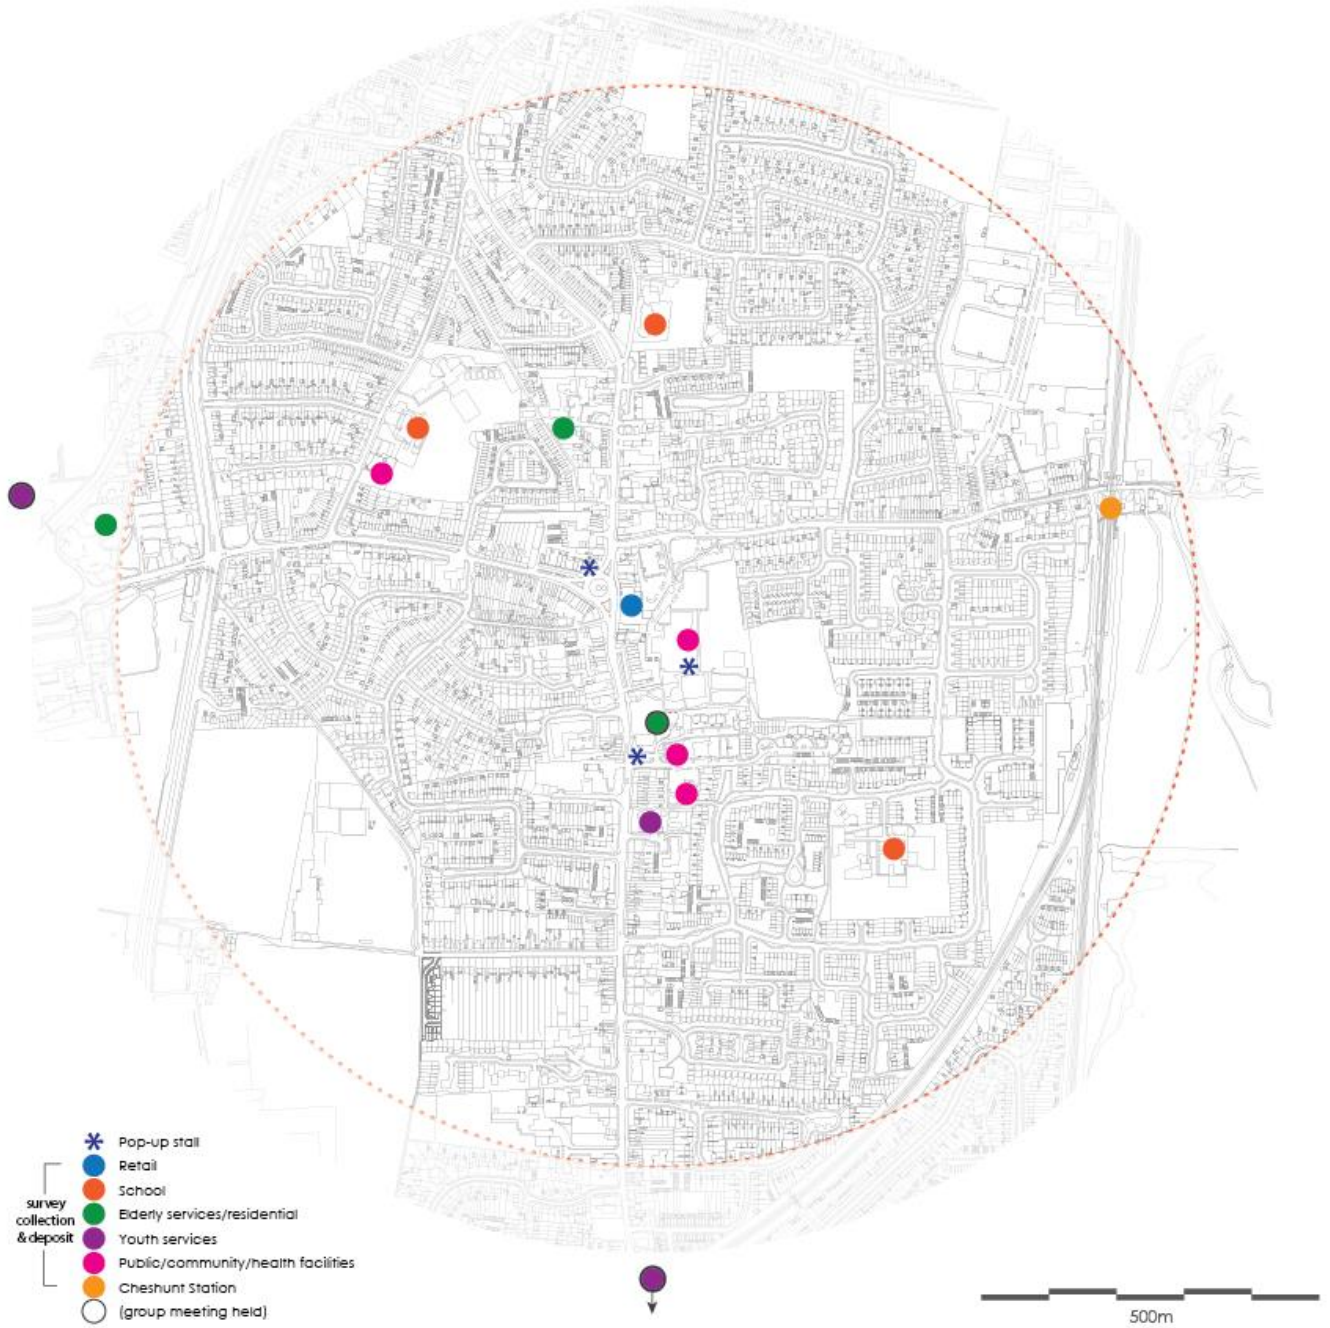 Pop-up stall
Retail
School
survey
collection
& deposit
Elderly services/residential
Youth services
Public/community/health facilities
Cheshunt Station
(group meeting held)
500m